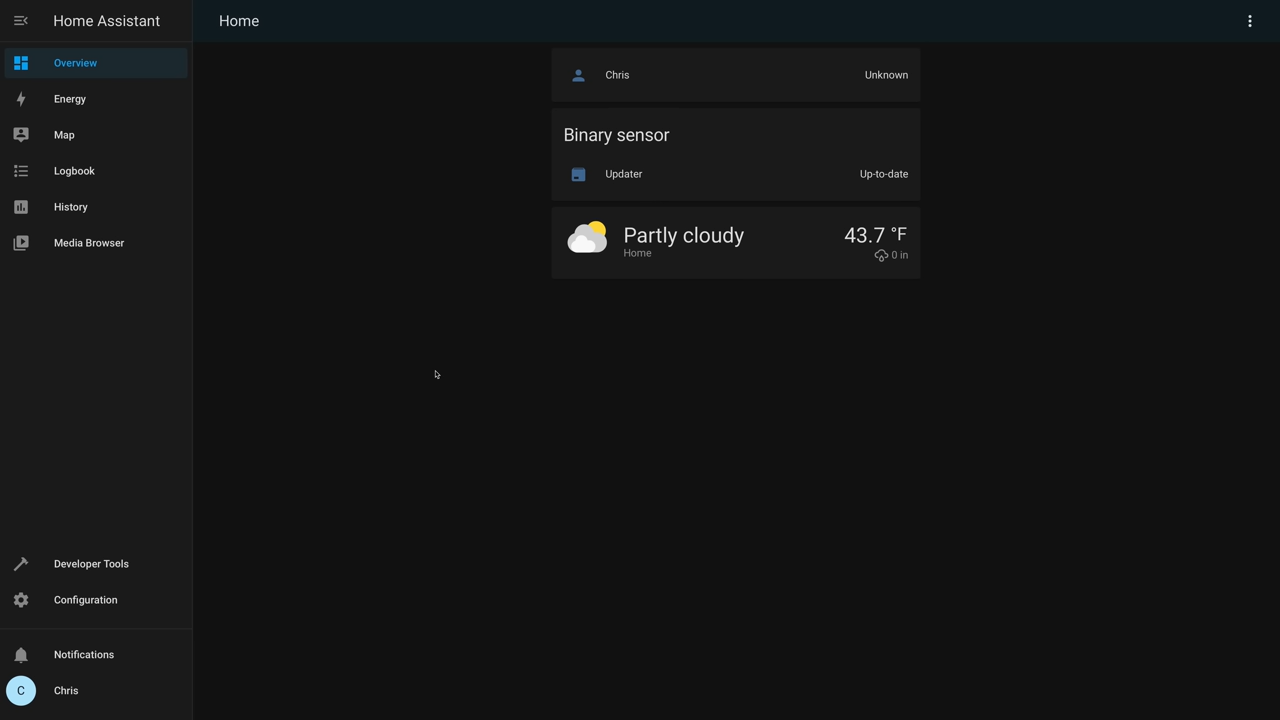 Home Assistant
Home
Overview
Energy
Map
Logbook
History
Media Browser
Developer Tools
Configuration
Notifications
C
Chris
Chris Unknown
Binary sensor
Updater Up-to-date
Partly cloudy 43.7 °F
Home 0 in